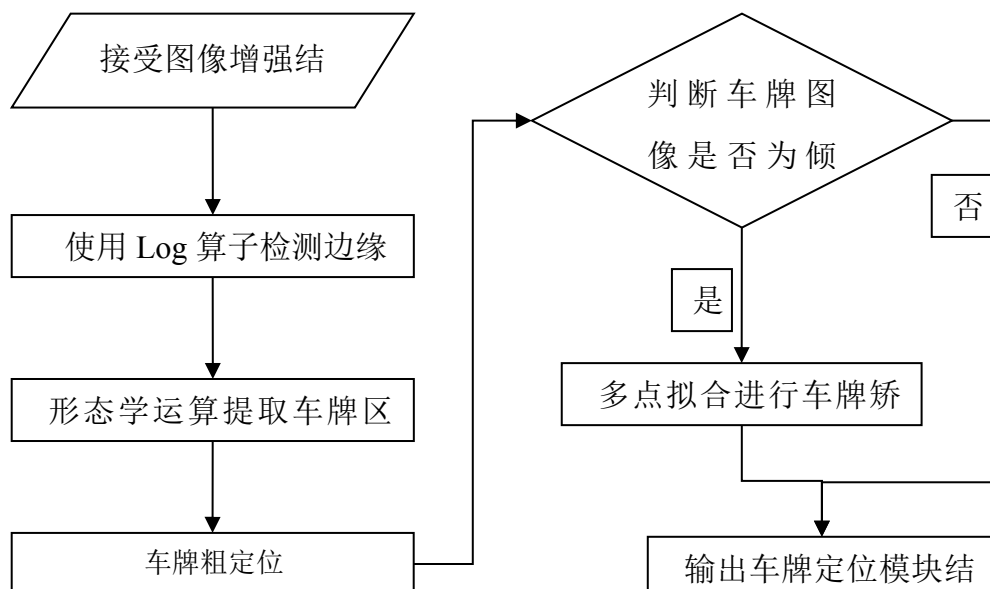 接受图像增强结
使用 Log 算子检测边缘
形态学运算提取车牌区
车牌粗定位
判断车牌图
像是否为倾
否
是
多点拟合进行车牌矫
输出车牌定位模块结